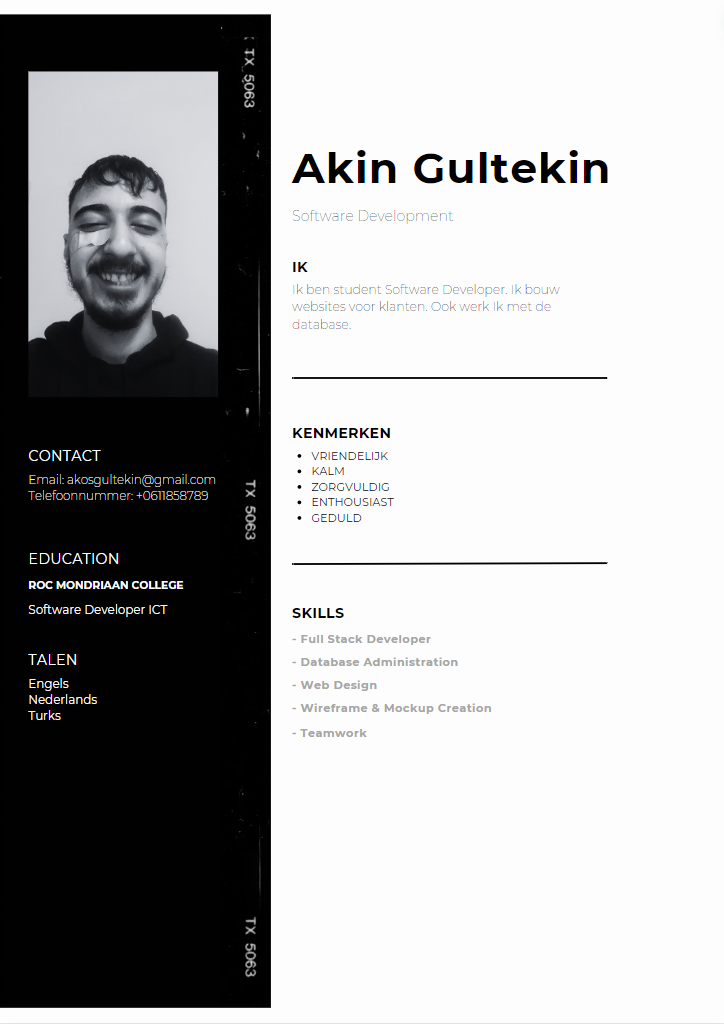 TX 5063
Akin Gultekin
Software Development
IK
Ik ben student Software Developer. Ik bouw
websites voor klanten. Ook werk Ik met de
database.
KENMERKEN
• VRIENDELIJK
• KALM
• ZORGVULDIG
• ENTHOUSIAST
• GEDULD
SKILLS
- Full Stack Developer
- Database Administration
- Web Design
- Wireframe & Mockup Creation
- Teamwork
CONTACT
Email: akosgultekin@gmail.com
Telefoonnummer: +0611858789
TX 5063
EDUCATION
ROC MONDRIAAN COLLEGE
Software Developer ICT
TALEN
Engels
Nederlands
Turks
TX 5063